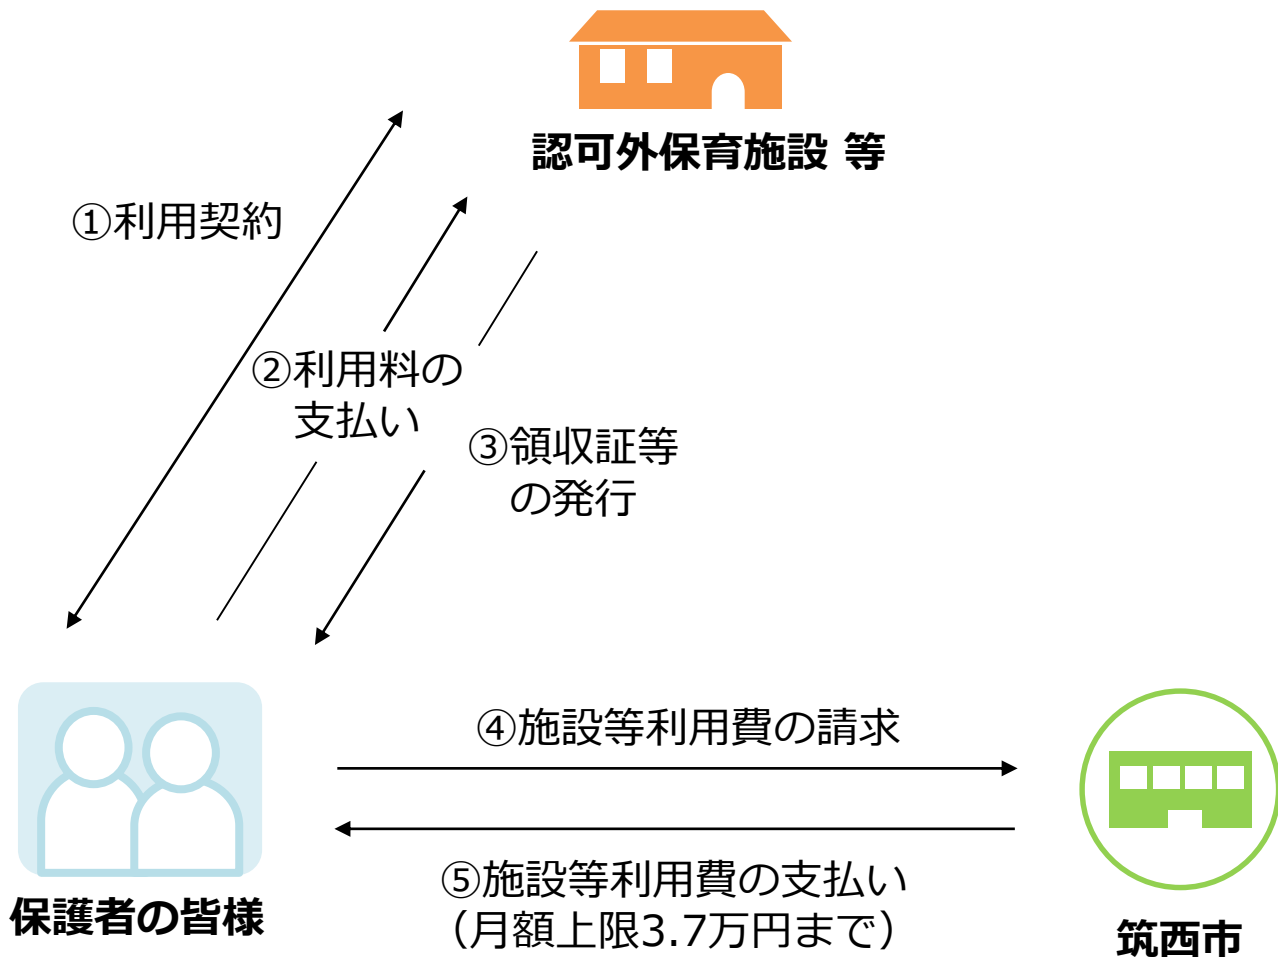 認可外保育施設 等
①利用契約
②利用料の
支払い
③領収証等
の発行
④施設等利用費の請求
⑤施設等利用費の支払い
（月額上限3.7万円まで）
保護者の皆様
筑西市